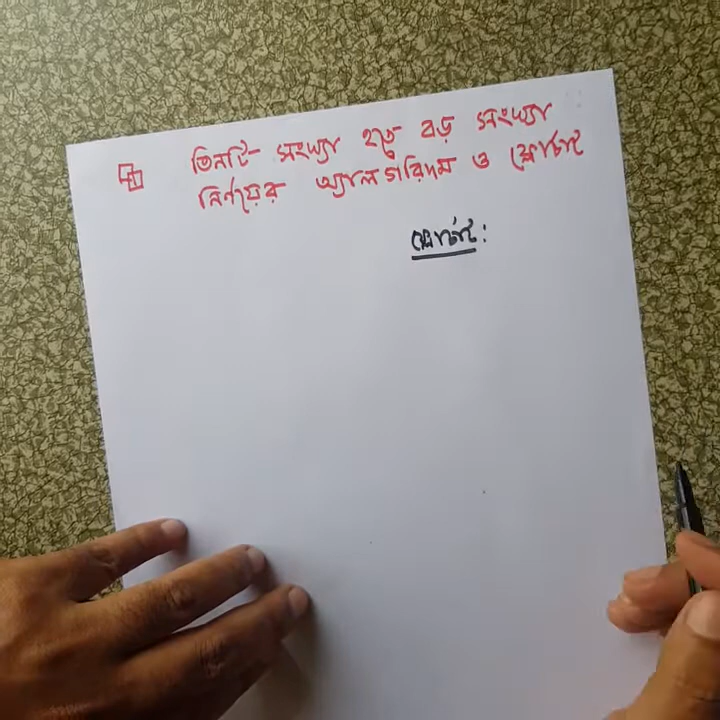 তিনটি সংখ্যা হতে বড় সংখ্যা
নির্ণয়ের অ্যালগরিদম ও ফ্লোচার্ট
ফ্লোচার্ট: